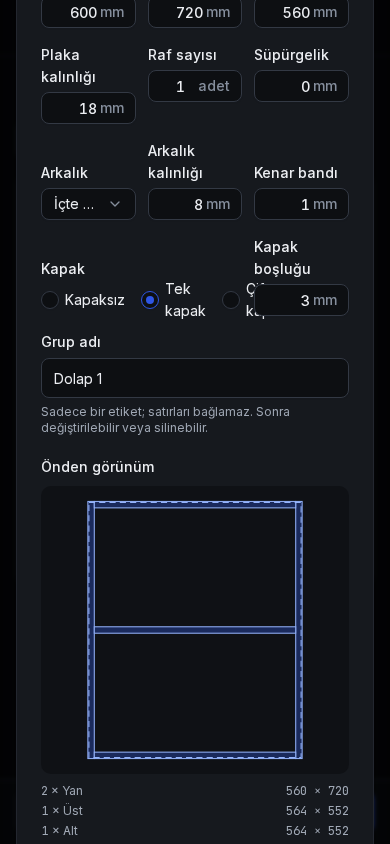 600 mm 720 mm 560 mm
Plaka kalınlığı Raf sayısı Süpürgelik
18 mm 1 adet 0 mm
Arkalık Arkalık kalınlığı Kenar bandı
İçte ... 8 mm 1 mm
Kapak Kapak boşluğu
Kapaksız Tek kapak 3 mm
Grup adı
Dolap 1
Sadece bir etiket; satırları bağlamaz. Sonra
değiştirilebilir veya silinebilir.
Önden görünüm
2 × Yan 560 × 720
1 × Üst 564 × 552
1 × Alt 564 × 552